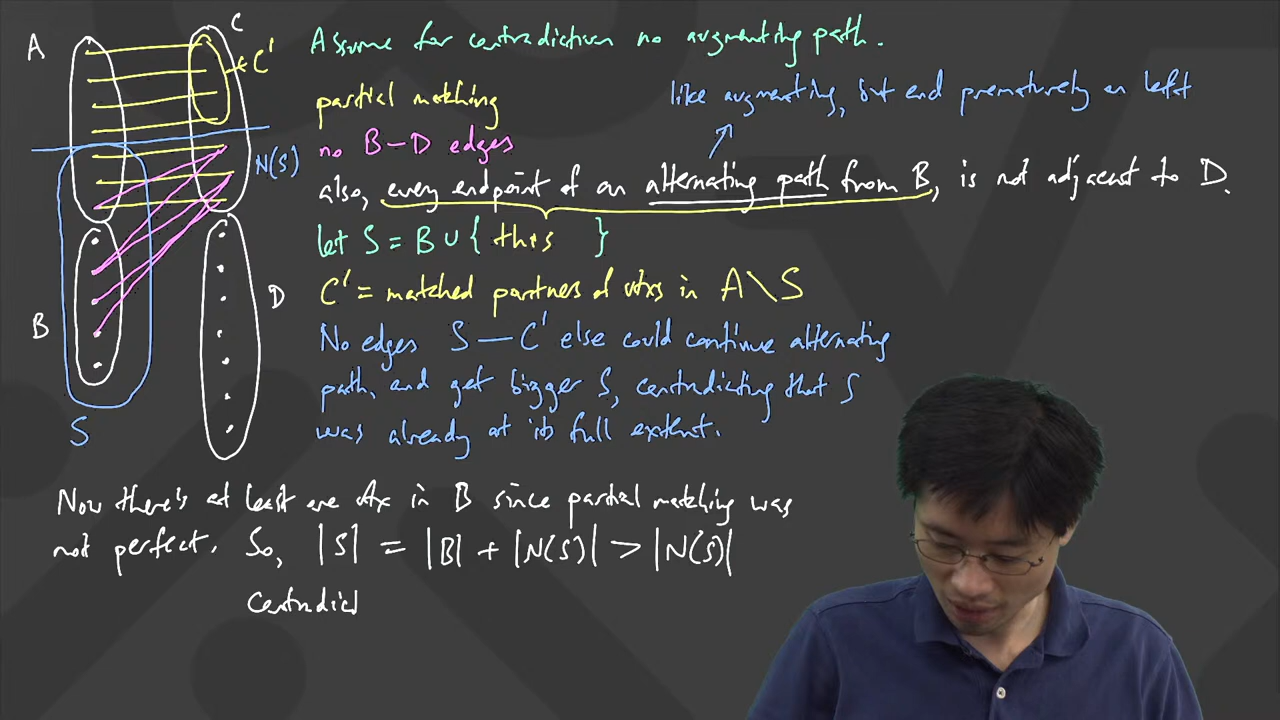 A
C
C'
Assume for contradiction no augmenting path.
like augmenting, but end prematurely on left
partial matching
no B-D edges
N(S)
also, every endpoint of an alternating path from B, is not adjacent to D.
let S = B ∪ { this }
B
D
C' = matched partners of vtxs in A \ S
No edges S — C' else could continue alternating
path, and get bigger S, contradicting that S
was already at its full extent.
S
Now there's at least one vtx in B since partial matching was
not perfect. So, |S| = |B| + |N(S)| > |N(S)|
Contradict